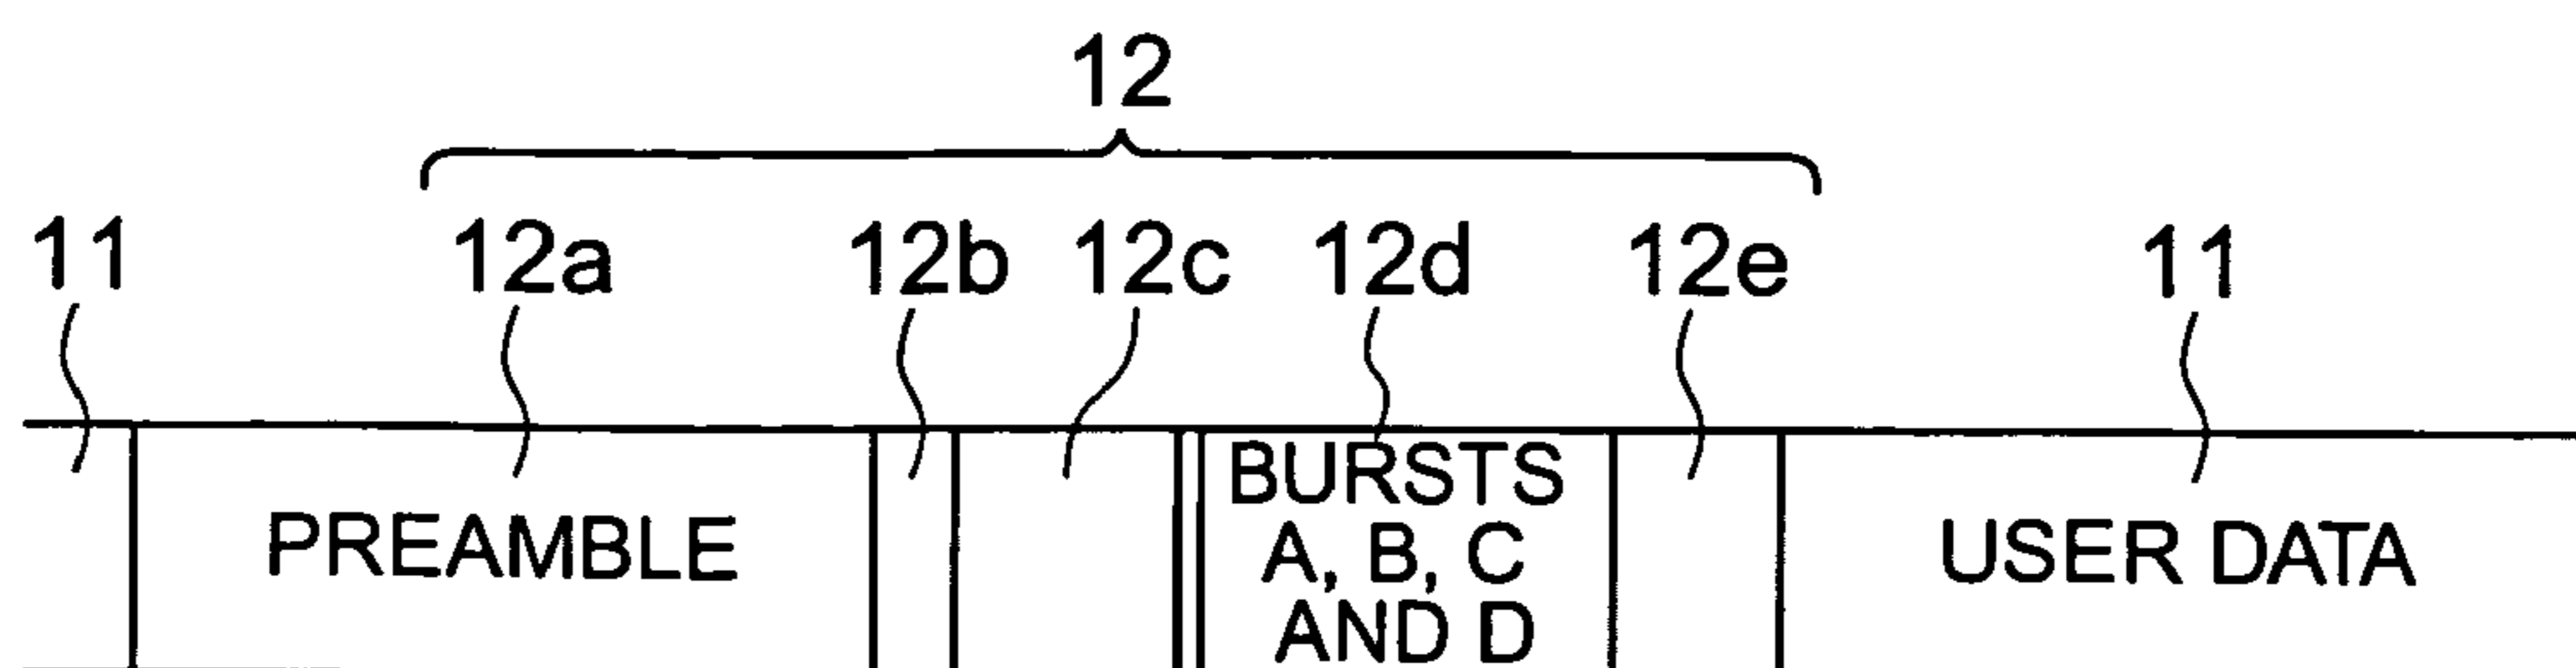 12
11 12a 12b 12c 12d 12e 11
PREAMBLE
BURSTS
A, B, C
AND D
USER DATA